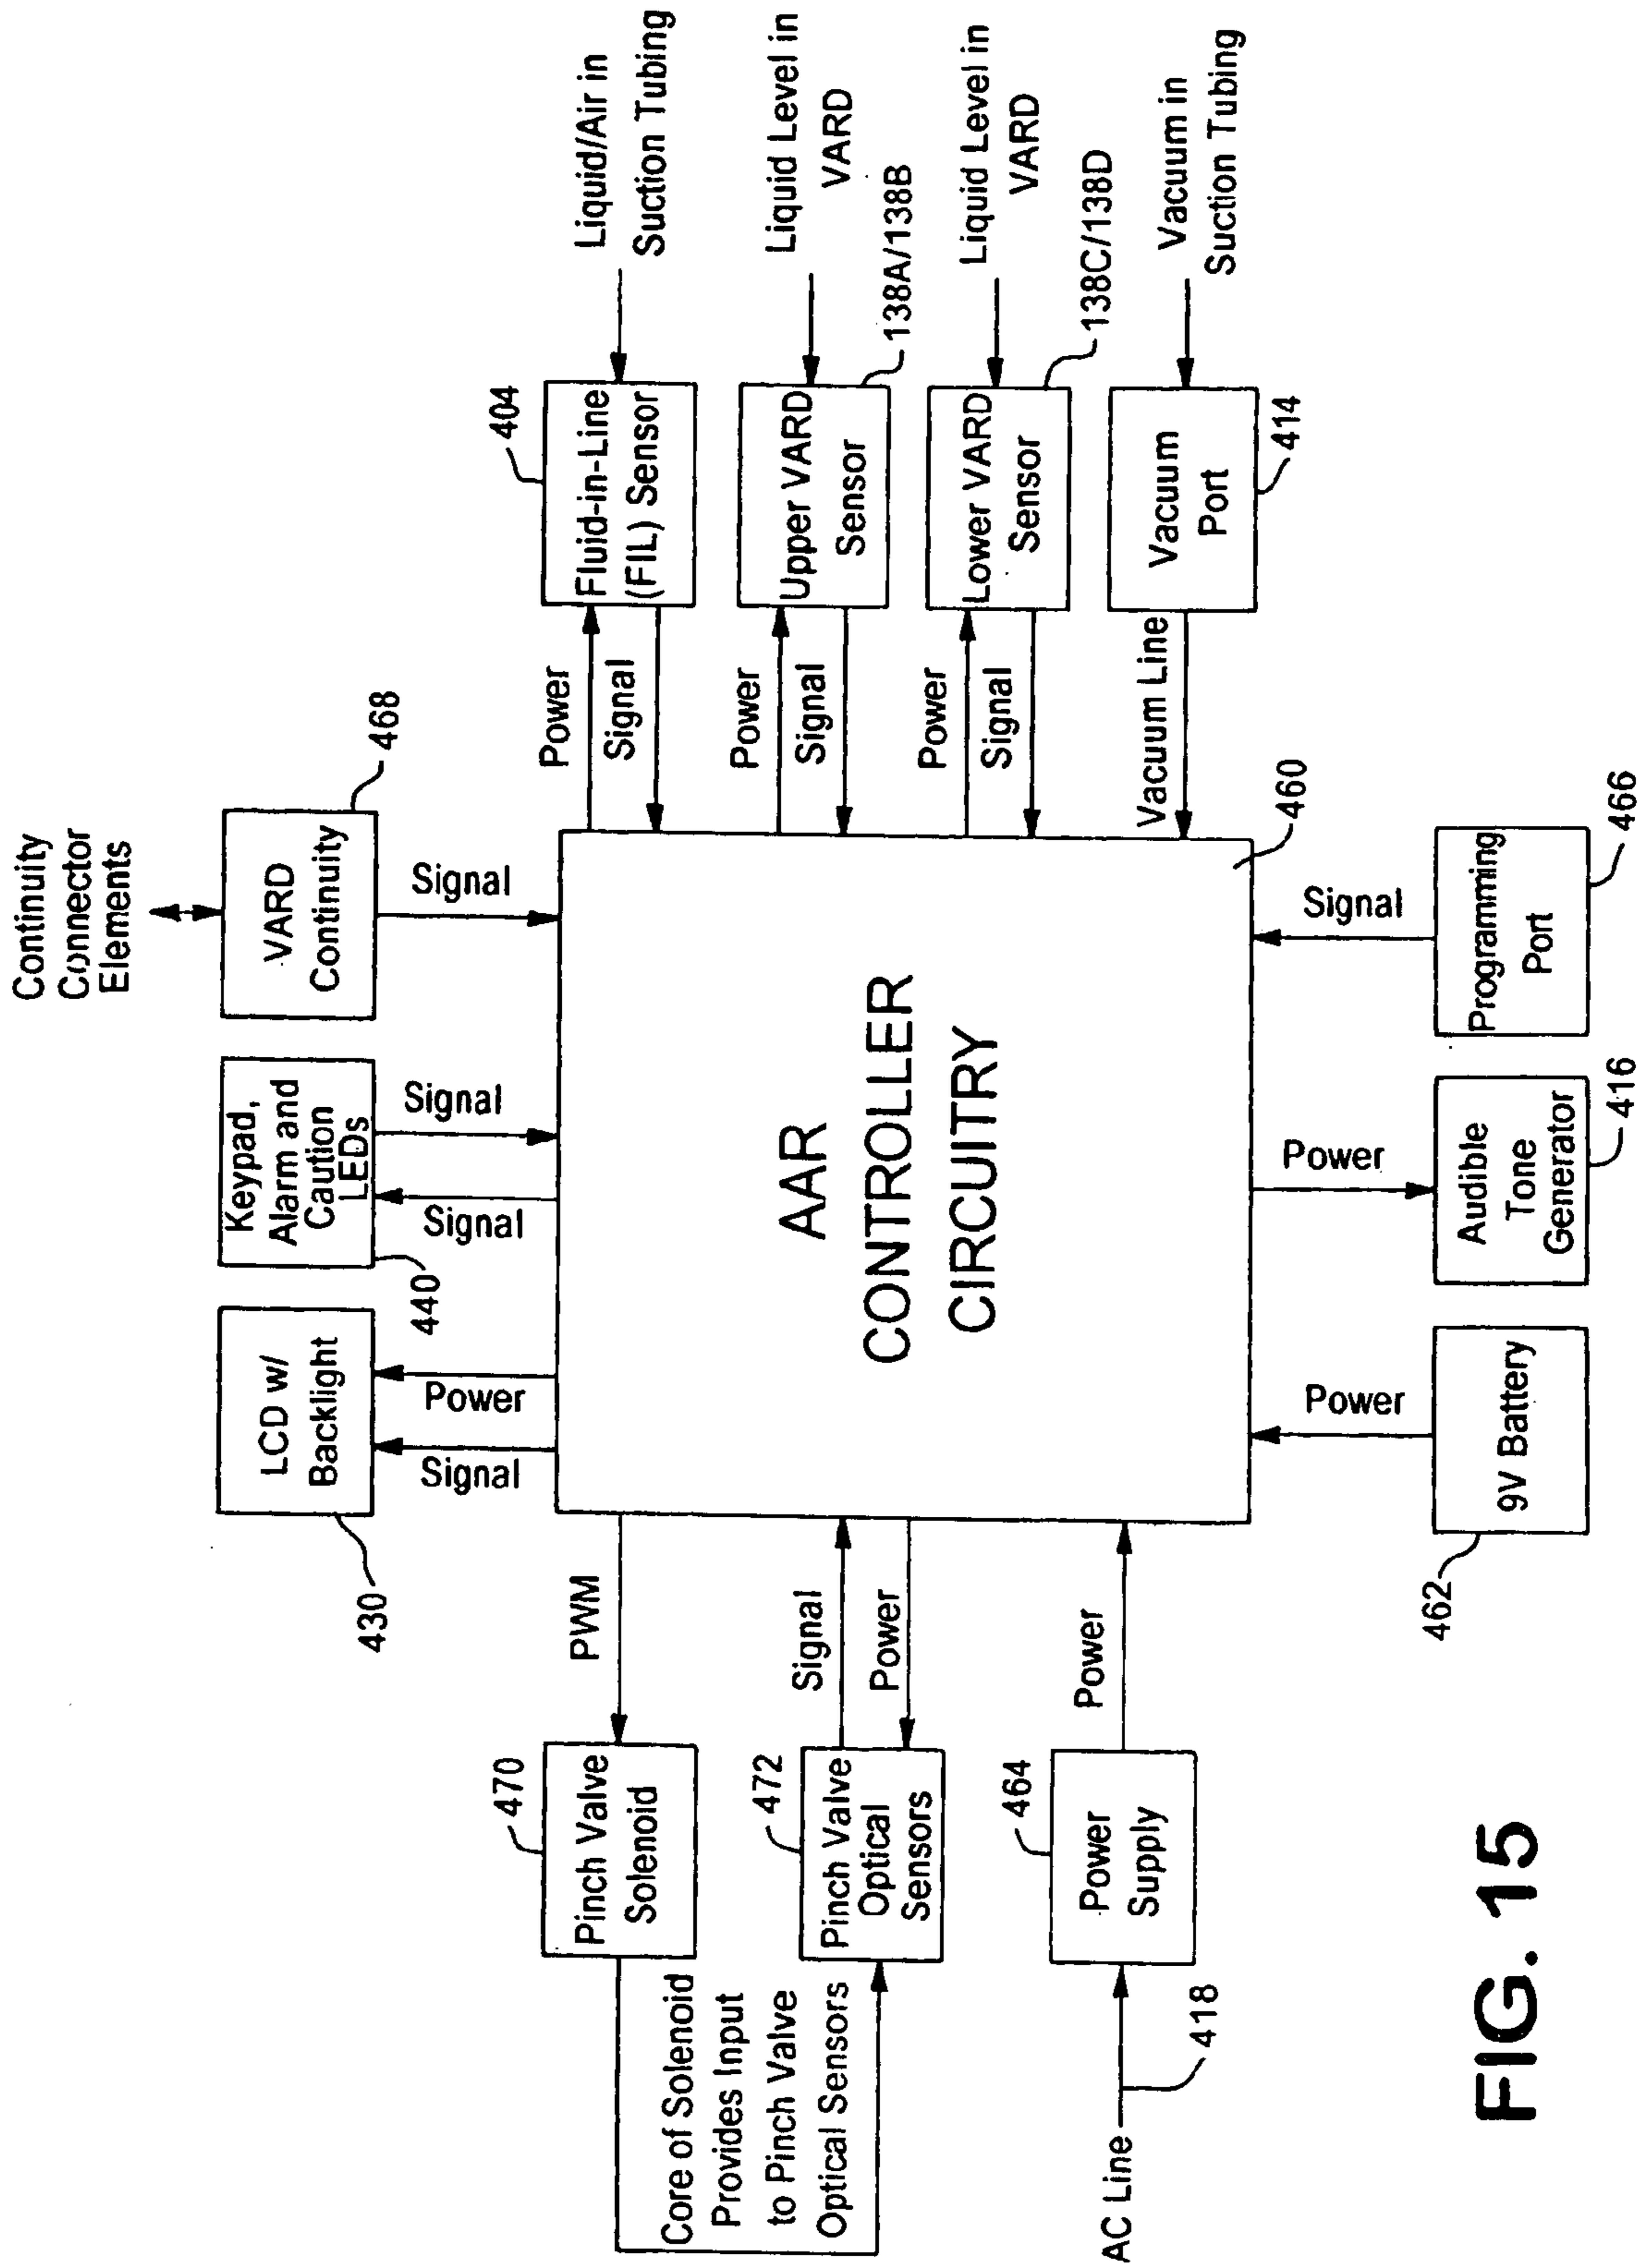 Continuity
Connector
Elements
LCD w/
Backlight
430
Keypad,
Alarm and
Caution
LEDs
440
VARD
Continuity
468
Signal
Power
Signal
Signal
Signal
470
Pinch Valve
Solenoid
PWM
Core of Solenoid
Provides Input
to Pinch Valve
Optical Sensors
472
Pinch Valve
Optical
Sensors
Signal
Power
AC Line
418
464
Power
Supply
Power
AAR
CONTROLLER
CIRCUITRY
460
Power
Signal
404
Fluid-in-Line
(FIL) Sensor
Liquid/Air in
Suction Tubing
Power
Signal
Upper VARD
Sensor
138A/138B
Liquid Level in
VARD
Power
Signal
Lower VARD
Sensor
138C/138D
Liquid Level in
VARD
Vacuum Line
Vacuum
Port
414
Vacuum in
Suction Tubing
Power
Power
Signal
462
9V Battery
Audible
Tone
Generator
416
Programming
Port
466
FIG. 15